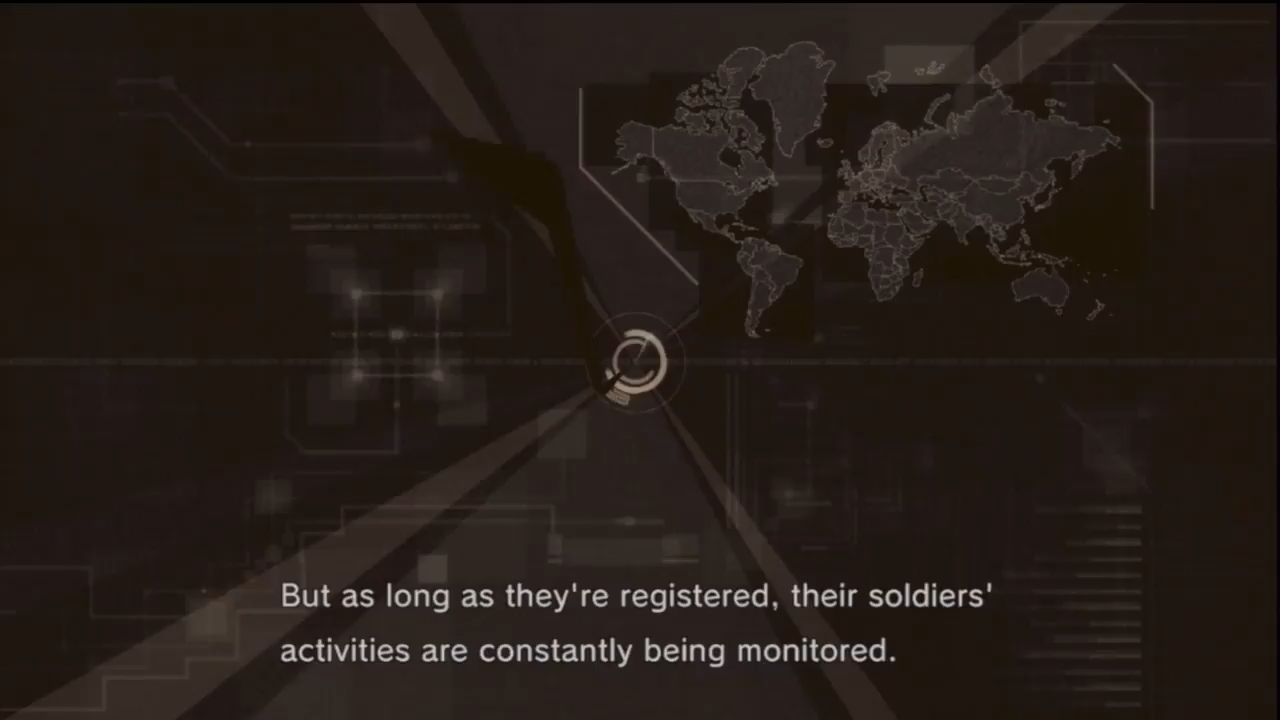 But as long as they're registered, their soldiers'
activities are constantly being monitored.